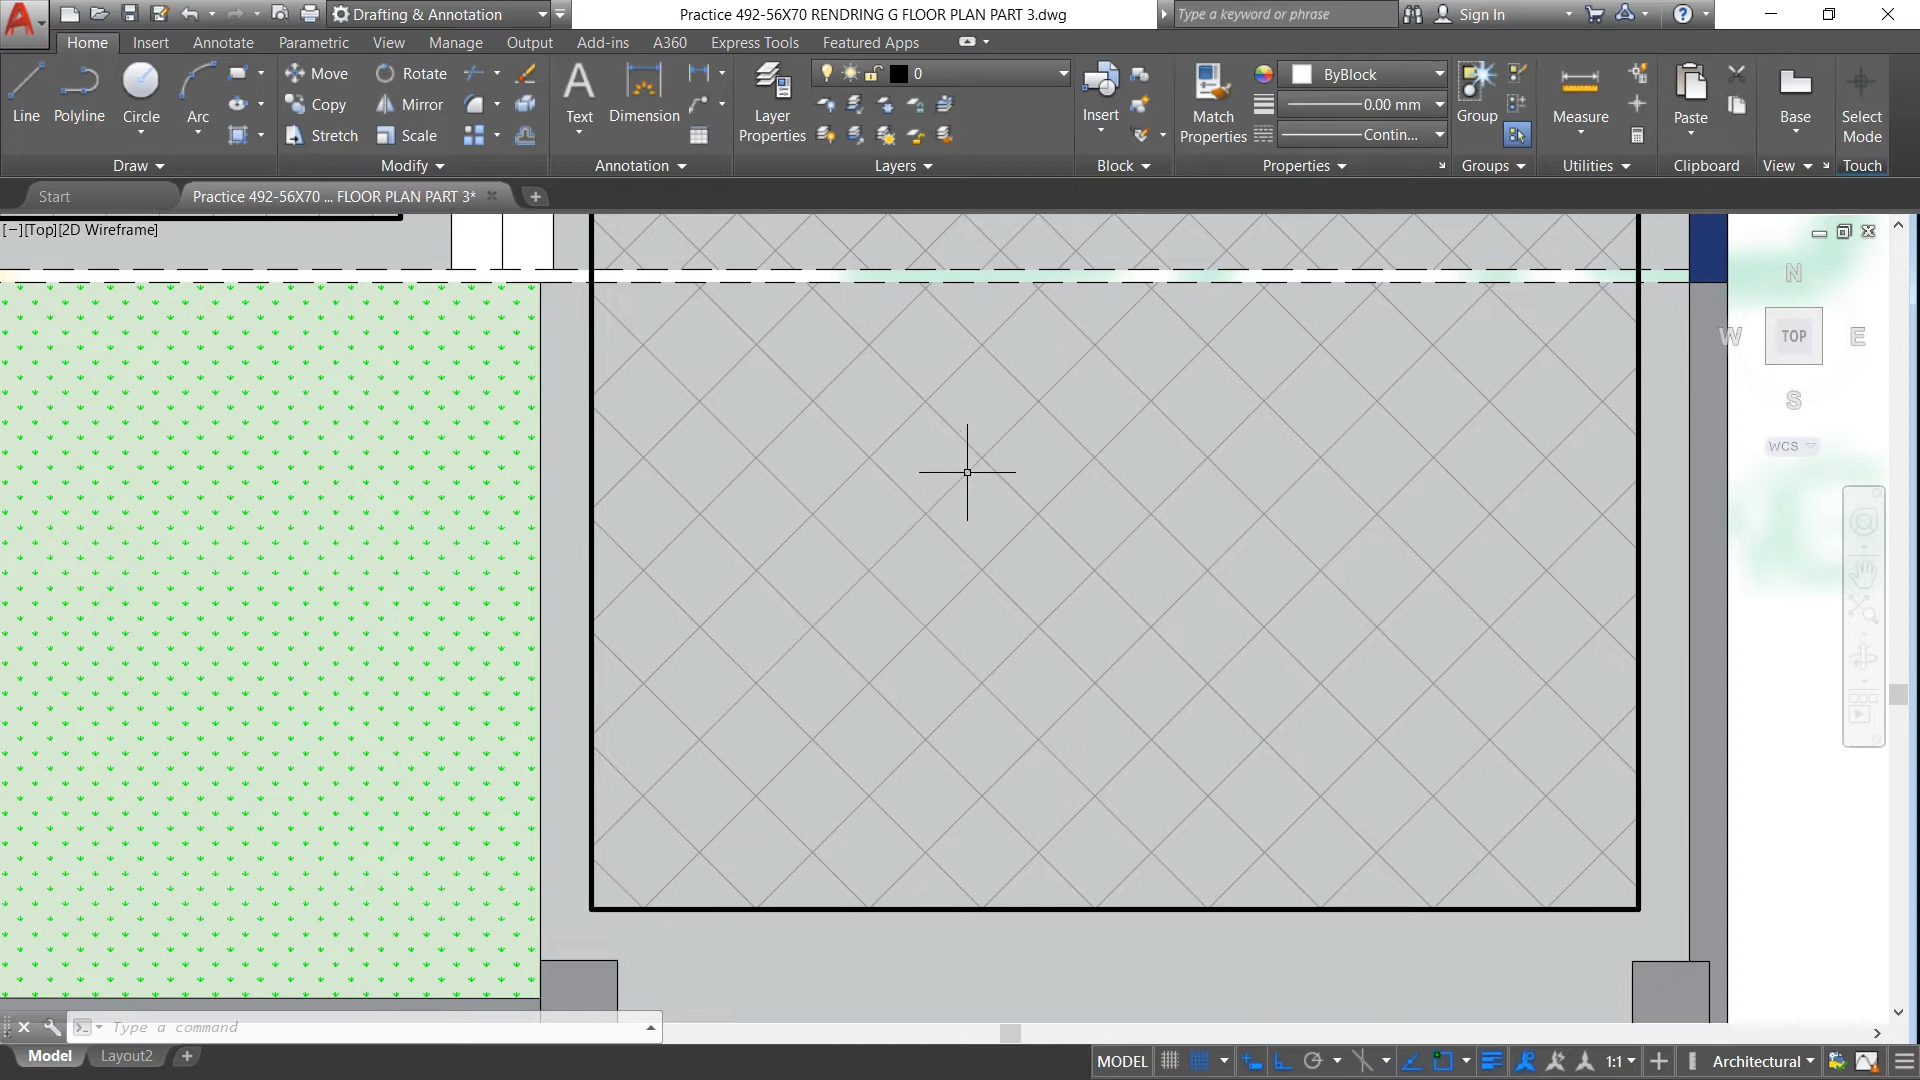 Drafting & Annotation
Practice 492-56X70 RENDRING G FLOOR PLAN PART 3.dwg
Type a keyword or phrase
Sign In
Home Insert Annotate Parametric View Manage Output Add-ins A360 Express Tools Featured Apps
Line Polyline Circle Arc
Move Rotate
Copy Mirror
Stretch Scale
Text Dimension
Layer Properties
0
Insert
Match Properties
ByBlock
0.00 mm
Contin...
Group
Measure
Paste
Base
Select Mode
Draw Modify Annotation Layers Block Properties Groups Utilities Clipboard View Touch
Start
Practice 492-56X70 ... FLOOR PLAN PART 3*
[−][Top][2D Wireframe]
N
W TOP E
S
WCS
Type a command
Model Layout2
MODEL 1:1 Architectural